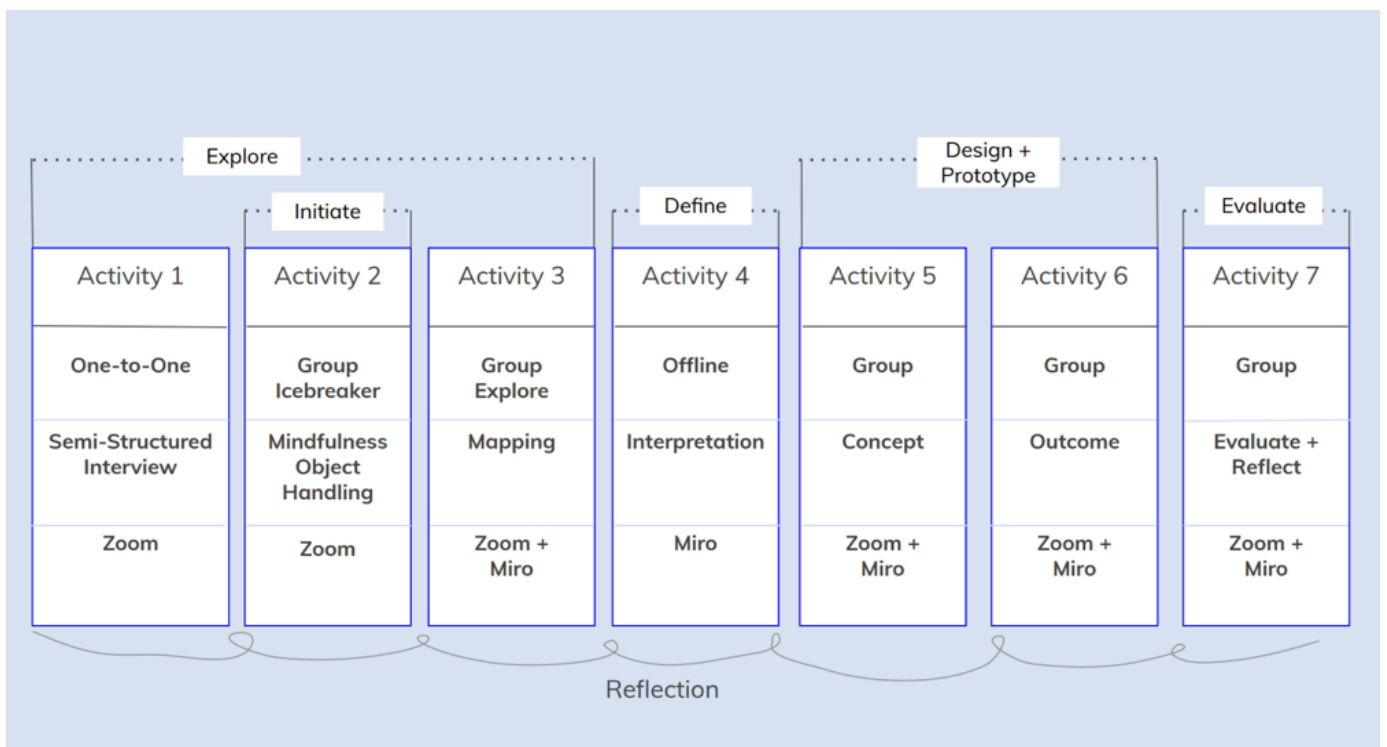 Explore
Design +
Prototype
Initiate
Define
Evaluate
Activity 1
Activity 2
Activity 3
Activity 4
Activity 5
Activity 6
Activity 7
One-to-One
Group
Icebreaker
Group
Explore
Offline
Group
Group
Group
Semi-Structured
Interview
Mindfulness
Object
Handling
Mapping
Interpretation
Concept
Outcome
Evaluate +
Reflect
Zoom
Zoom
Zoom +
Miro
Miro
Zoom +
Miro
Zoom +
Miro
Zoom +
Miro
Reflection